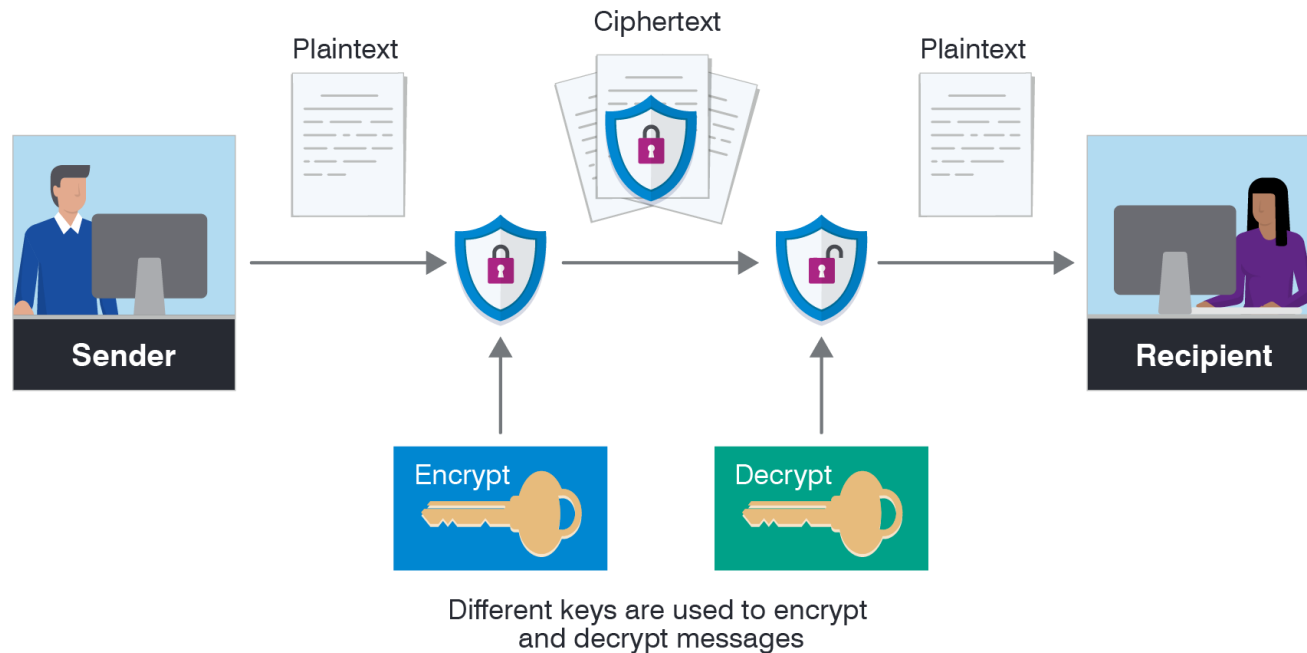 Ciphertext
Plaintext
Plaintext
Sender
Recipient
Encrypt
Decrypt
Different keys are used to encrypt
and decrypt messages